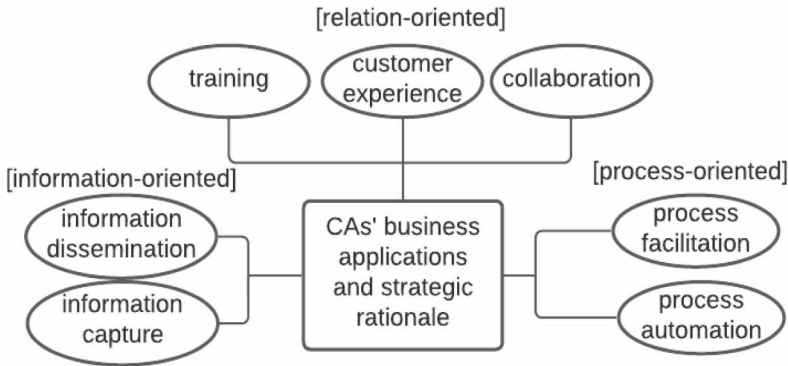 [relation-oriented]
training
customer
experience
collaboration
[information-oriented]
[process-oriented]
information
dissemination
information
capture
CAs' business
applications
and strategic
rationale
process
facilitation
process
automation